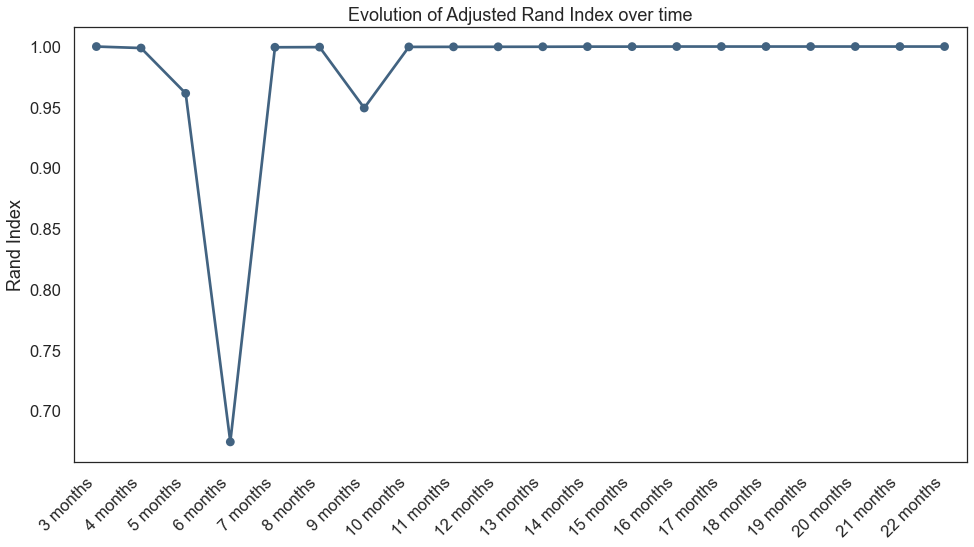 Evolution of Adjusted Rand Index over time
Rand Index
1.00
0.95
0.90
0.85
0.80
0.75
0.70
3 months
4 months
5 months
6 months
7 months
8 months
9 months
10 months
11 months
12 months
13 months
14 months
15 months
16 months
17 months
18 months
19 months
20 months
21 months
22 months